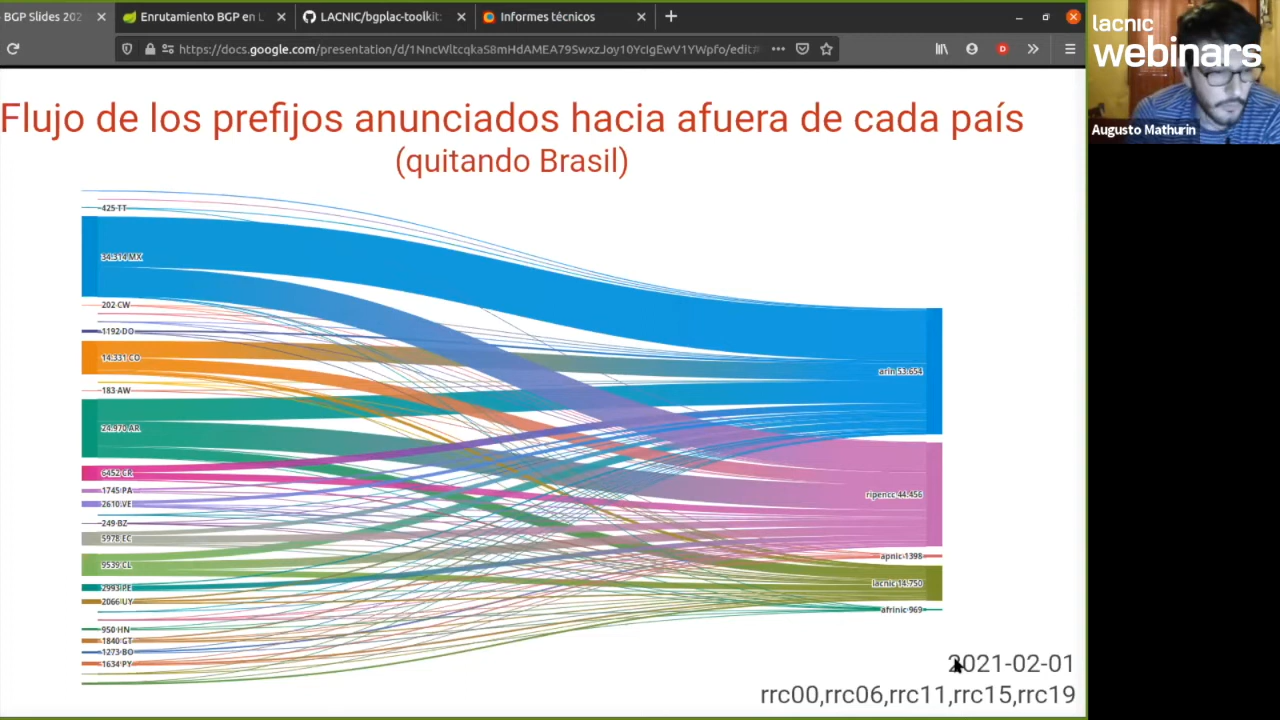 BGP Slides 202
Enrutamiento BGP en L
LACNIC/bgplac-toolkit:
Informes técnicos
https://docs.google.com/presentation/d/1NncWltcqkaS8mHdAMEA79SwxzJoy10YcIgEwV1YWpfo/edit#
lacnic
webinars
Augusto Mathurin
Flujo de los prefijos anunciados hacia afuera de cada país
(quitando Brasil)
425 TT
34.314 MX
202 CW
1192 DO
14.331 CO
183 AW
24.970 AR
6452 CR
1745 PA
2610 VE
249 BZ
5978 EC
9539 CL
2993 PE
2066 UY
950 HN
1840 GT
1273 BO
1634 PY
arin 53.654
ripencc 44.456
apnic 1398
lacnic 14.750
afrinic 969
2021-02-01
rrc00,rrc06,rrc11,rrc15,rrc19